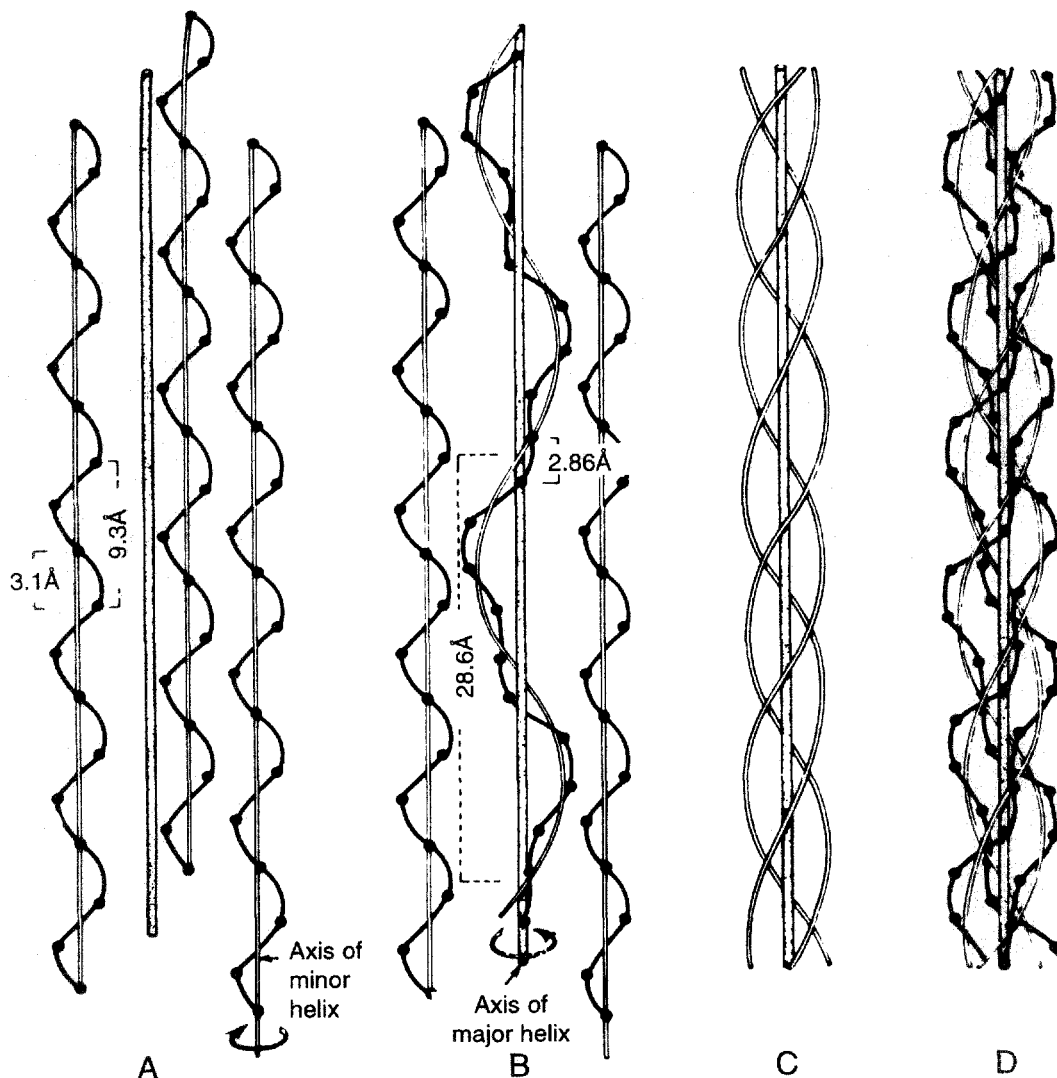 3.1Å
9.3Å
Axis of
minor
helix
A
2.86Å
28.6Å
Axis of
major helix
B
C
D